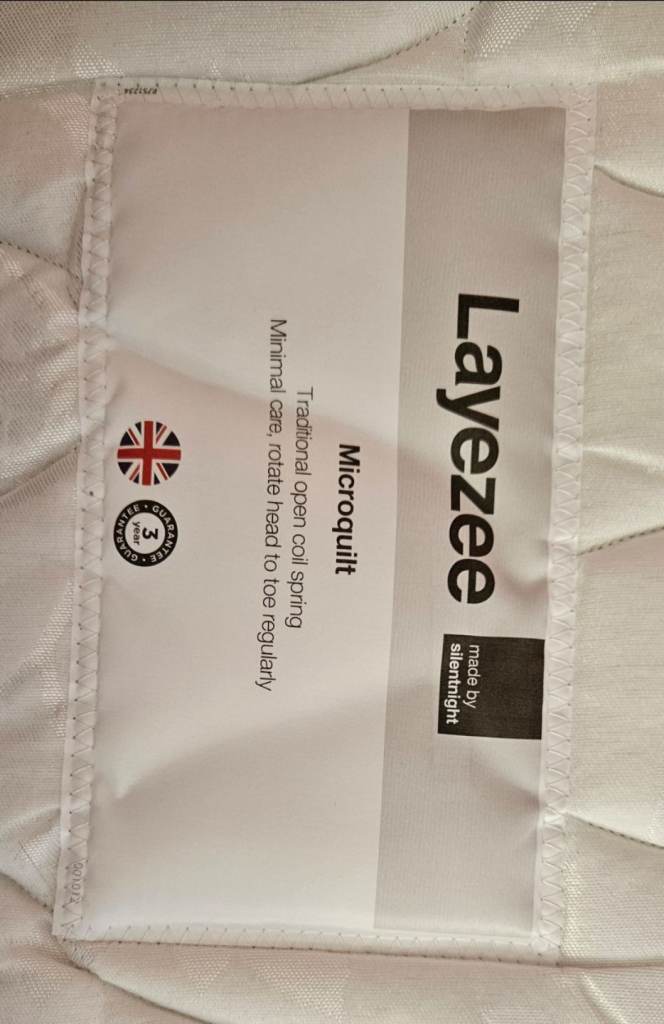 Layezee
made by
silentnight
Microquilt
Traditional open coil spring
Minimal care, rotate head to toe regularly
GUARANTEE • GUARANTEE •
3
year